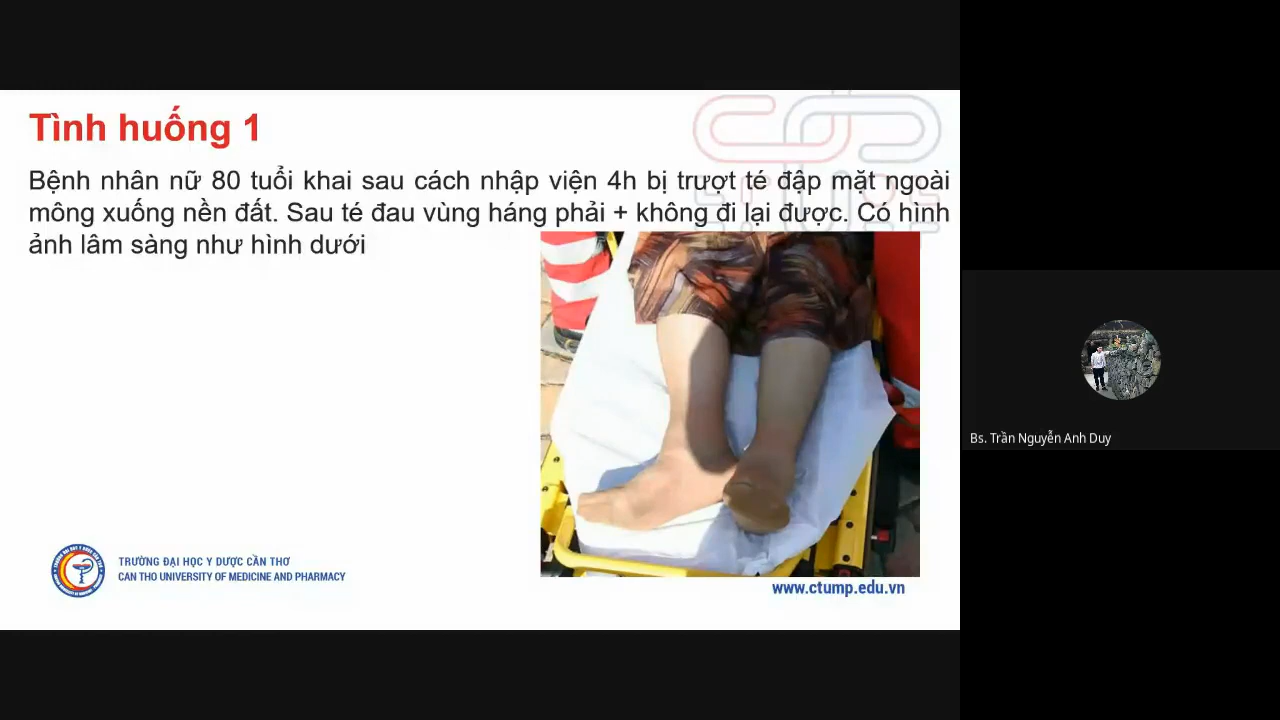 Tình huống 1
Bệnh nhân nữ 80 tuổi khai sau cách nhập viện 4h bị trượt té đập mặt ngoài
mông xuống nền đất. Sau té đau vùng háng phải + không đi lại được. Có hình
ảnh lâm sàng như hình dưới
Bs. Trần Nguyễn Anh Duy
TRƯỜNG ĐẠI HỌC Y DƯỢC CẦN THƠ
CAN THO UNIVERSITY OF MEDICINE AND PHARMACY
www.ctump.edu.vn